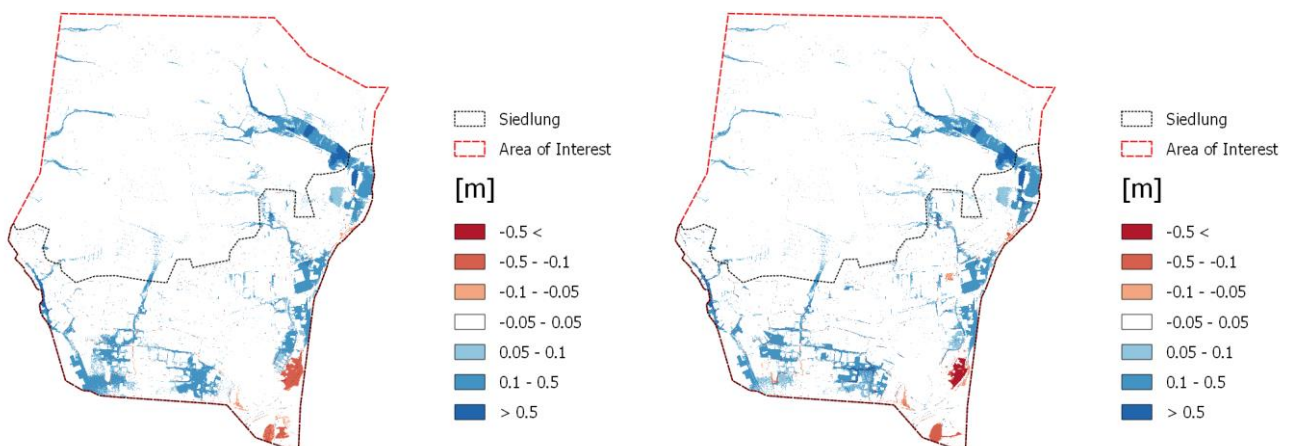 Siedlung
Area of Interest
[m]
-0.5 <
-0.5 - -0.1
-0.1 - -0.05
-0.05 - 0.05
0.05 - 0.1
0.1 - 0.5
> 0.5
Siedlung
Area of Interest
[m]
-0.5 <
-0.5 - -0.1
-0.1 - -0.05
-0.05 - 0.05
0.05 - 0.1
0.1 - 0.5
> 0.5